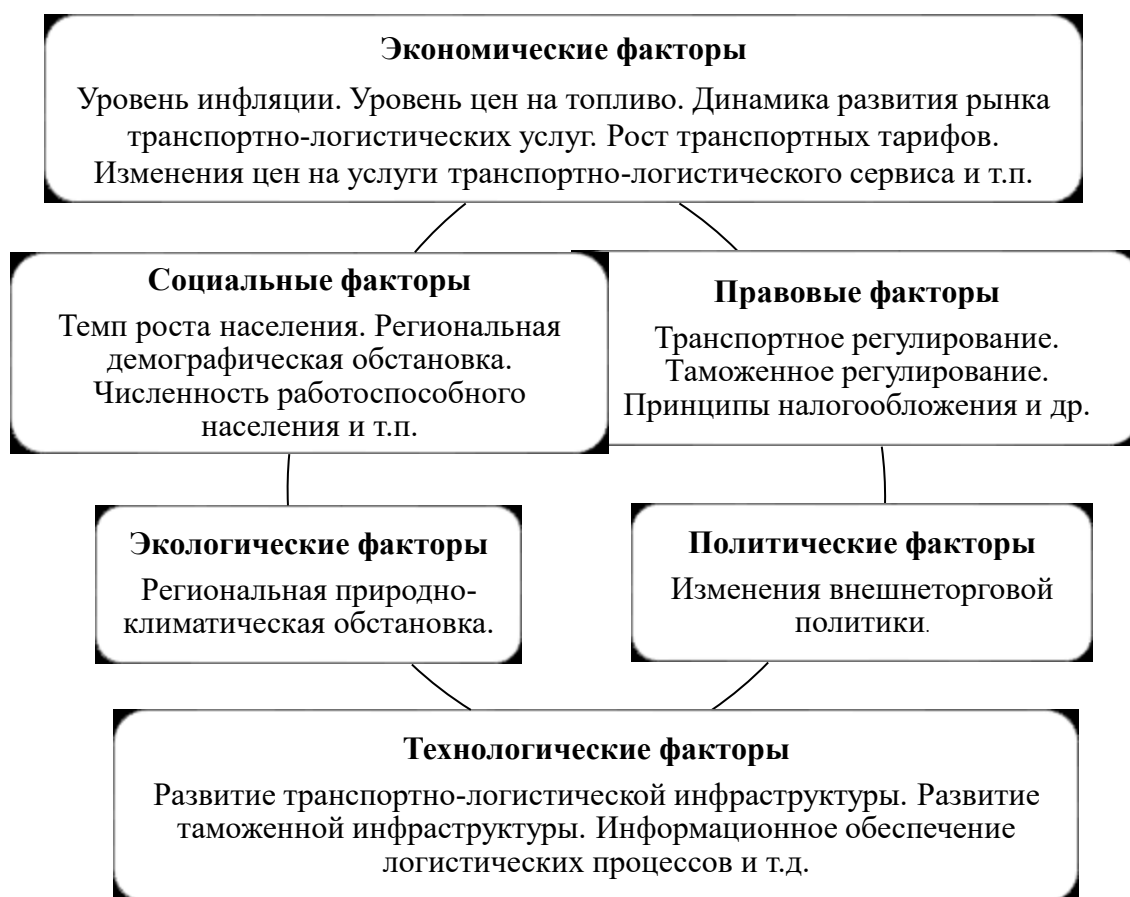 Экономические факторы
Уровень инфляции. Уровень цен на топливо. Динамика развития рынка
транспортно-логистических услуг. Рост транспортных тарифов.
Изменения цен на услуги транспортно-логистического сервиса и т.п.
Социальные факторы
Темп роста населения. Региональная
демографическая обстановка.
Численность работоспособного
населения и т.п.
Правовые факторы
Транспортное регулирование.
Таможенное регулирование.
Принципы налогообложения и др.
Экологические факторы
Региональная природно-
климатическая обстановка.
Политические факторы
Изменения внешнеторговой
политики.
Технологические факторы
Развитие транспортно-логистической инфраструктуры. Развитие
таможенной инфраструктуры. Информационное обеспечение
логистических процессов и т.д.